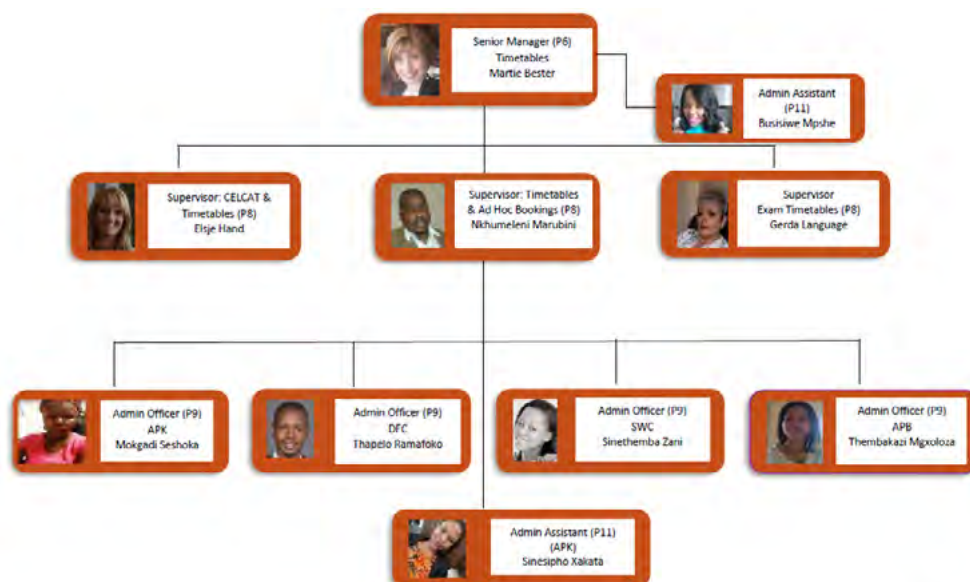 Senior Manager (P6)
Timetables
Martie Bester
Admin Assistant
(P11)
Busisiwe Mpshe
Supervisor: CELCAT &
Timetables (P8)
Elsje Hand
Supervisor: Timetables
& Ad Hoc Bookings (P8)
Nkhumeleni Marubini
Supervisor
Exam Timetables (P8)
Gerda Language
Admin Officer (P9)
APK
Mokgadi Seshoka
Admin Officer (P9)
DFC
Thapelo Ramafoko
Admin Officer (P9)
SWC
Sinethemba Zani
Admin Officer (P9)
APB
Thembakazi Mgxoloza
Admin Assistant (P11)
(APK)
Sinesipho Xakata